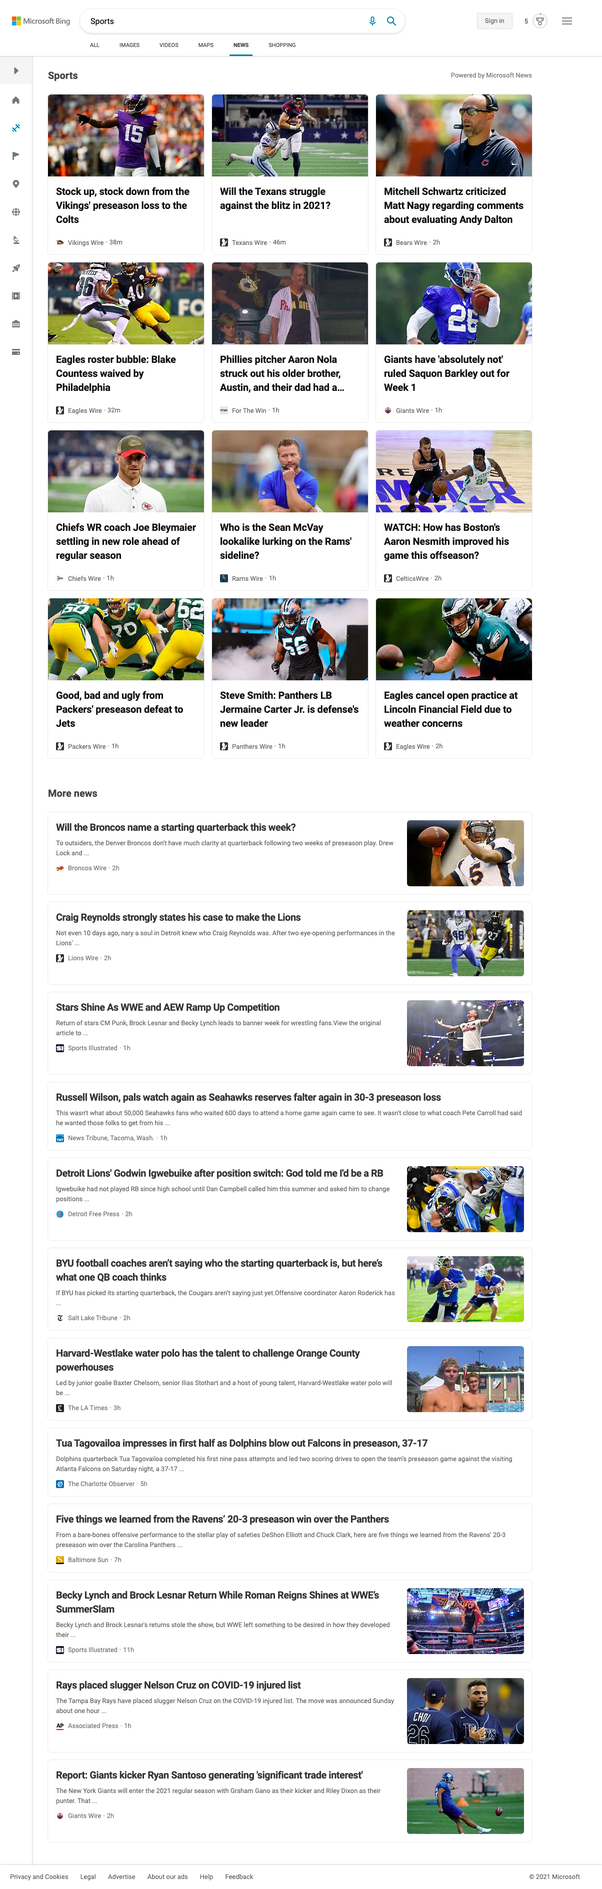 Microsoft Bing
Sports
Sign in
5
ALL IMAGES VIDEOS MAPS NEWS SHOPPING
Sports
Powered by Microsoft News
15
Stock up, stock down from the
Vikings' preseason loss to the
Colts
Vikings Wire · 38m
Will the Texans struggle
against the blitz in 2021?
Texans Wire · 46m
Mitchell Schwartz criticized
Matt Nagy regarding comments
about evaluating Andy Dalton
Bears Wire · 2h
40
Eagles roster bubble: Blake
Countess waived by
Philadelphia
Eagles Wire · 32m
Phillies pitcher Aaron Nola
struck out his older brother,
Austin, and their dad had a...
For The Win · 1h
26
Giants have 'absolutely not'
ruled Saquon Barkley out for
Week 1
Giants Wire · 1h
Chiefs WR coach Joe Bleymaier
settling in new role ahead of
regular season
Chiefs Wire · 1h
Who is the Sean McVay
lookalike lurking on the Rams'
sideline?
Rams Wire · 1h
WATCH: How has Boston's
Aaron Nesmith improved his
game this offseason?
CelticsWire · 2h
70
62
Good, bad and ugly from
Packers' preseason defeat to
Jets
Packers Wire · 1h
56
Steve Smith: Panthers LB
Jermaine Carter Jr. is defense's
new leader
Panthers Wire · 1h
Eagles cancel open practice at
Lincoln Financial Field due to
weather concerns
Eagles Wire · 2h
More news
Will the Broncos name a starting quarterback this week?
To outsiders, the Denver Broncos don't have much clarity at quarterback following two weeks of preseason play. Drew
Lock and ...
Broncos Wire · 2h
5
Craig Reynolds strongly states his case to make the Lions
Not even 10 days ago, nary a soul in Detroit knew who Craig Reynolds was. After two eye-opening performances in the
Lions' ...
Lions Wire · 2h
Stars Shine As WWE and AEW Ramp Up Competition
Return of stars CM Punk, Brock Lesnar and Becky Lynch leads to banner week for wrestling fans.View the original
article to ...
Sports Illustrated · 1h
Russell Wilson, pals watch again as Seahawks reserves falter again in 30-3 preseason loss
This wasn't what about 50,000 Seahawks fans who waited 600 days to attend a home game again came to see. It wasn't close to what coach Pete Carroll had said
he wanted those folks to get from his ...
News Tribune, Tacoma, Wash. · 1h
Detroit Lions' Godwin Igwebuike after position switch: God told me I'd be a RB
Igwebuike had not played RB since high school until Dan Campbell called him this summer and asked him to change
positions ...
Detroit Free Press · 2h
BYU football coaches aren't saying who the starting quarterback is, but here's
what one QB coach thinks
If BYU has picked its starting quarterback, the Cougars aren't saying just yet.Offensive coordinator Aaron Roderick has
...
Salt Lake Tribune · 2h
Harvard-Westlake water polo has the talent to challenge Orange County
powerhouses
Led by junior goalie Baxter Chelsom, senior Ilias Stothart and a host of young talent, Harvard-Westlake water polo will
be ...
The LA Times · 3h
Tua Tagovailoa impresses in first half as Dolphins blow out Falcons in preseason, 37-17
Dolphins quarterback Tua Tagovailoa completed his first nine pass attempts and led two scoring drives to open the team's preseason game against the visiting
Atlanta Falcons on Saturday night, a 37-17 ...
The Charlotte Observer · 5h
Five things we learned from the Ravens' 20-3 preseason win over the Panthers
From a bare-bones offensive performance to the stellar play of safeties DeShon Elliott and Chuck Clark, here are five things we learned from the Ravens' 20-3
preseason win over the Carolina Panthers ...
Baltimore Sun · 7h
Becky Lynch and Brock Lesnar Return While Roman Reigns Shines at WWE's
SummerSlam
Becky Lynch and Brock Lesnar's returns stole the show, but WWE left something to be desired in how they developed
their ...
Sports Illustrated · 11h
Rays placed slugger Nelson Cruz on COVID-19 injured list
The Tampa Bay Rays have placed slugger Nelson Cruz on the COVID-19 injured list. The move was announced Sunday
about one hour ...
AP Associated Press · 1h
CHOI
26
Report: Giants kicker Ryan Santoso generating 'significant trade interest'
The New York Giants will enter the 2021 regular season with Graham Gano as their kicker and Riley Dixon as their
punter. That ...
Giants Wire · 2h
Privacy and Cookies Legal Advertise About our ads Help Feedback © 2021 Microsoft